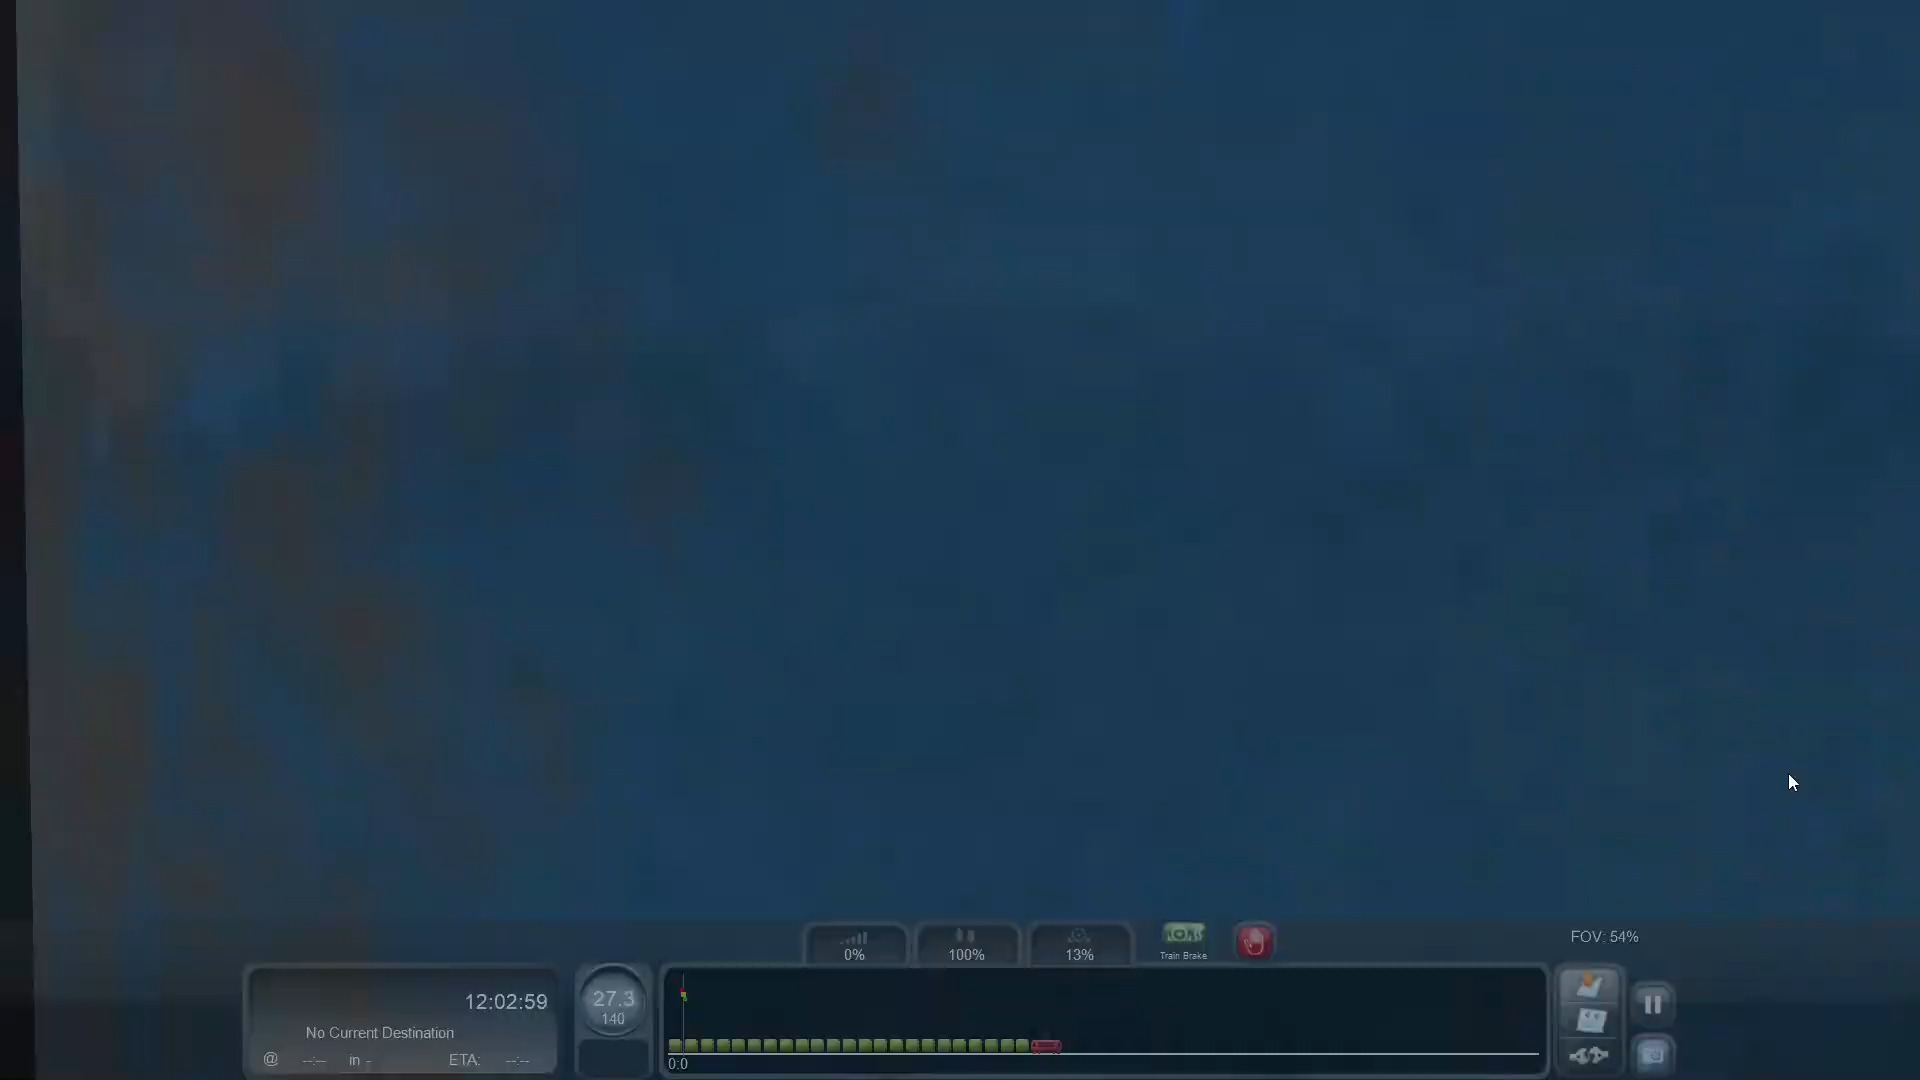 FOV: 54%
0%
100%
13%
Train Brake
12:02:59
No Current Destination
@ --:-- in - ETA: --:--
27.3
140
0:0